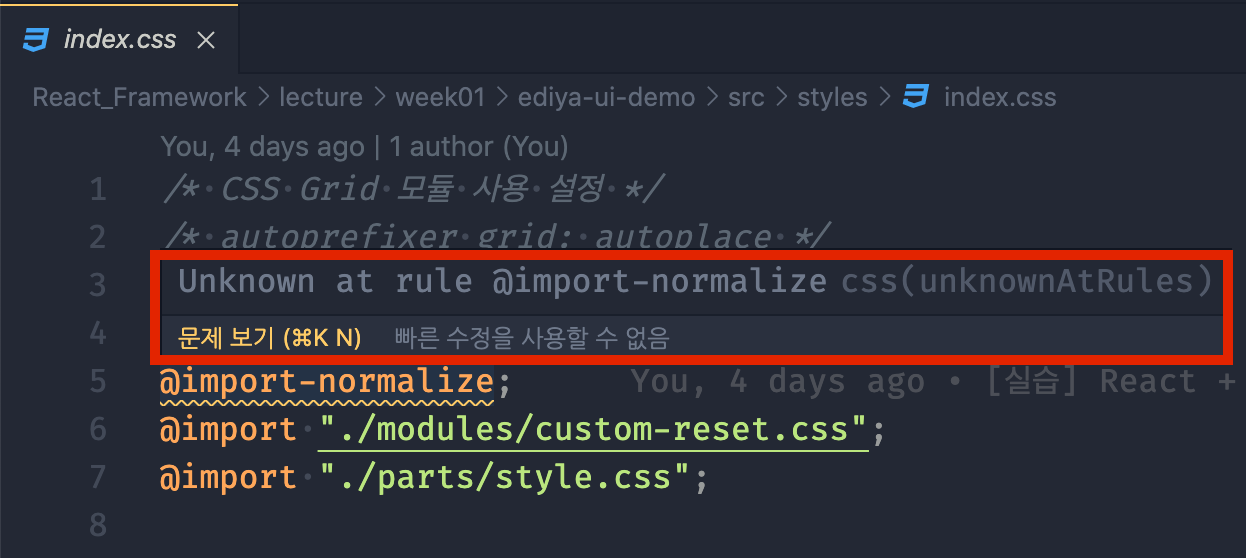 index.css
React_Framework > lecture > week01 > ediya-ui-demo > src > styles > index.css
You, 4 days ago | 1 author (You)
1 /* CSS Grid 모듈 사용 설정 */
2 /* autoprefixer grid: autoplace */
3 Unknown at rule @import-normalize css(unknownAtRules)
4 문제 보기 (⌘K N) 빠른 수정을 사용할 수 없음
5 @import-normalize; You, 4 days ago • [실습] React +
6 @import "./modules/custom-reset.css";
7 @import "./parts/style.css";
8